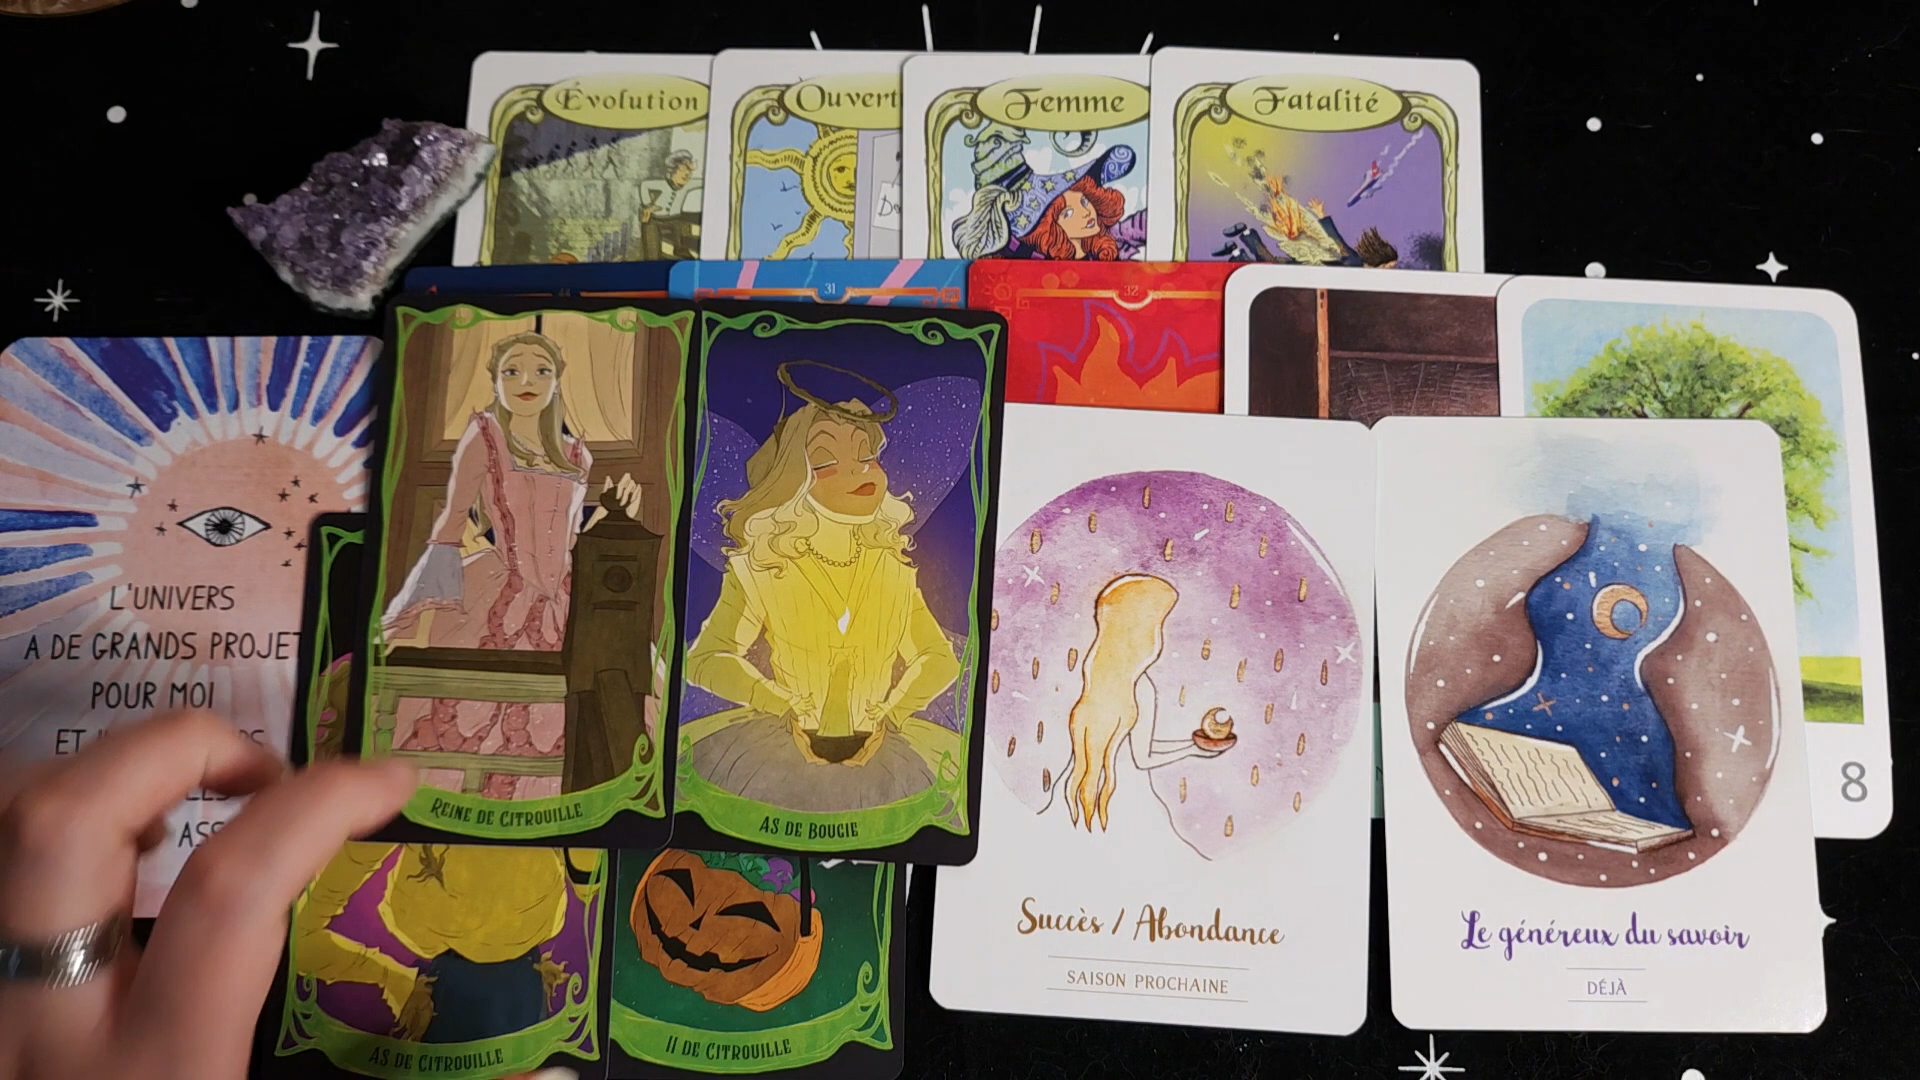 Évolution
Ouvert
Femme
Fatalité
31
32
L'UNIVERS
A DE GRANDS PROJET
POUR MOI
ET
ASS
REINE DE CITROUILLE
AS DE BOUGIE
AS DE CITROUILLE
II DE CITROUILLE
Succès / Abondance
SAISON PROCHAINE
Le généreux du savoir
DÉJÀ
8